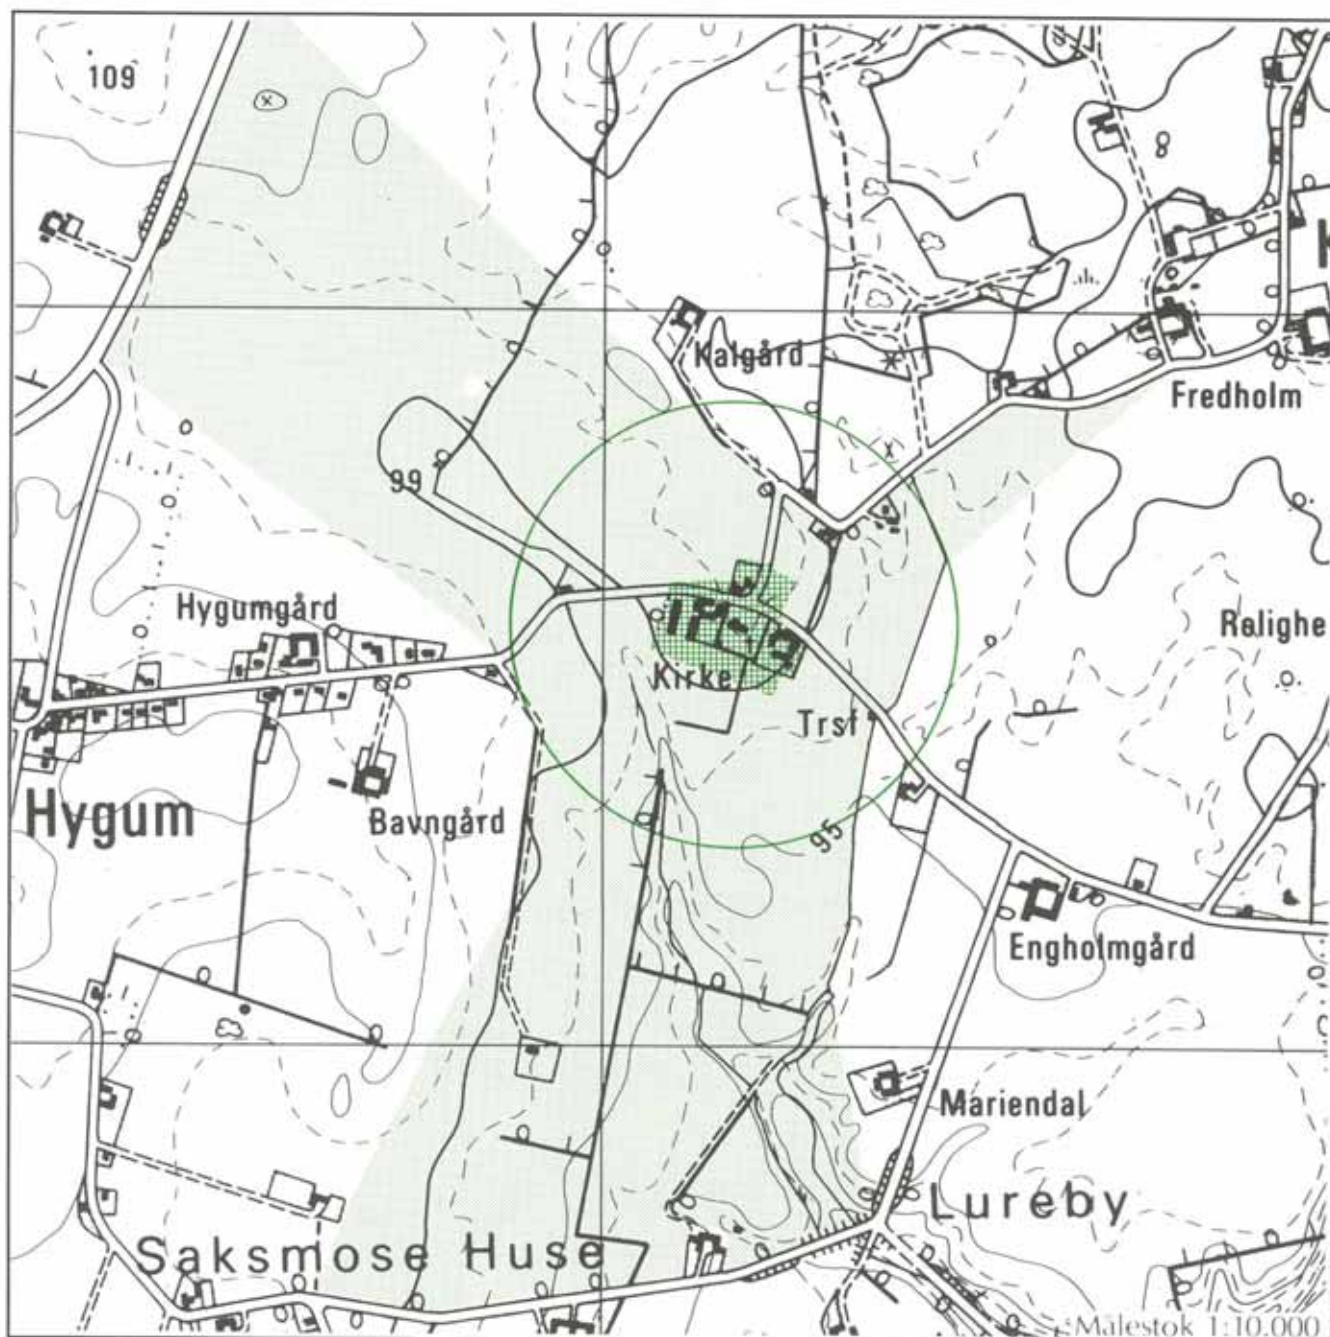 109
Kalgård
Fredholm
99
Hygumgård
Relighe
Kirke
Trsf
Hygum
Bavngård
95
Engholmgård
Mariendal
Lureby
Saksmose Huse
Målestok 1:10.000